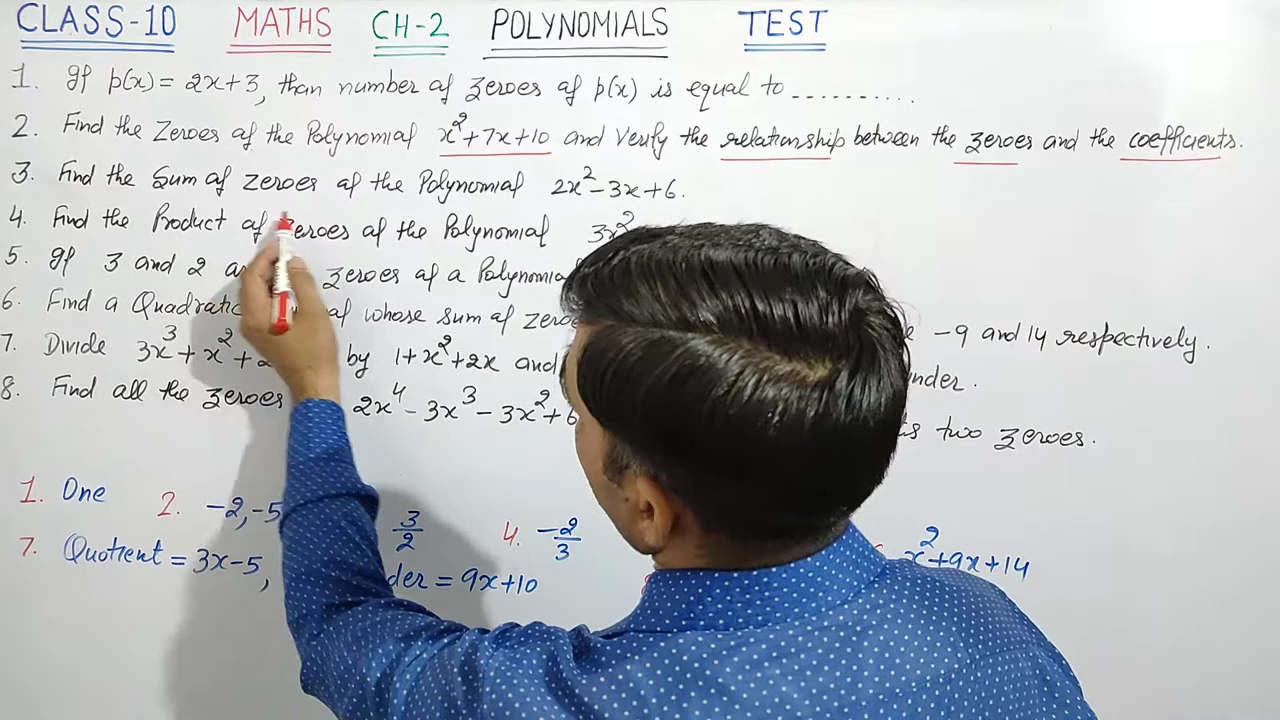 CLASS-10 MATHS CH-2 POLYNOMIALS TEST
1. If p(x) = 2x+3, than number of zeroes of p(x) is equal to ..........
2. Find the Zeroes of the Polynomial x²+7x+10 and Verify the relationship between the zeroes and the coefficients.
3. Find the Sum of zeroes of the Polynomial 2x²-3x+6.
4. Find the Product of zeroes of the Polynomial 3x²
5. If 3 and 2 zeroes of a Polynomial
6. Find a Quadratic whose sum of -9 and 14 respectively.
7. Divide 3x³+x²+2 by 1+x²+2x and
8. Find all the zeroes 2x⁴-3x³-3x²+6 two zeroes.
1. One 2. -2,-5 3/2 4. -2/3 x²+9x+14
7. Quotient = 3x-5, = 9x+10